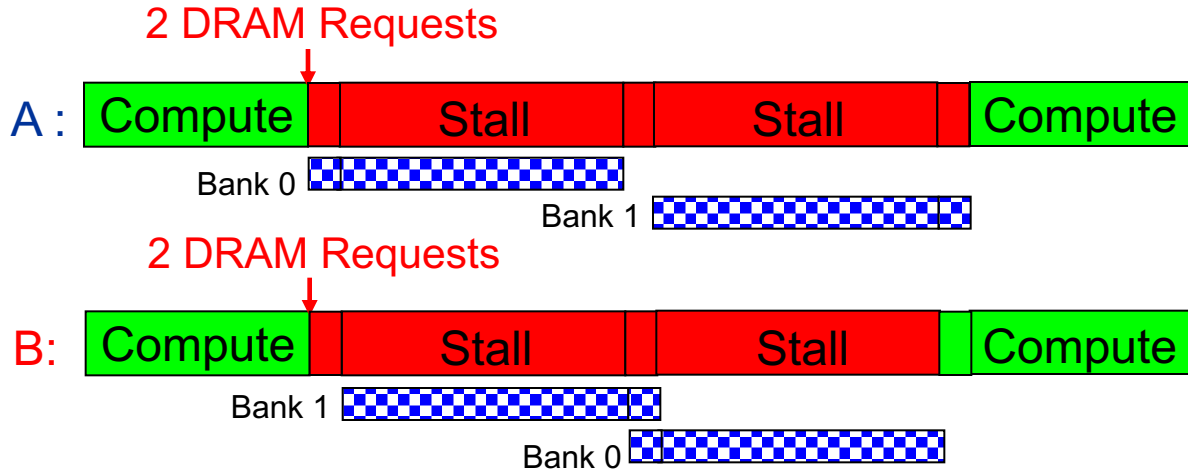 2 DRAM Requests
A : Compute Stall Stall Compute
Bank 0
Bank 1
2 DRAM Requests
B: Compute Stall Stall Compute
Bank 1
Bank 0